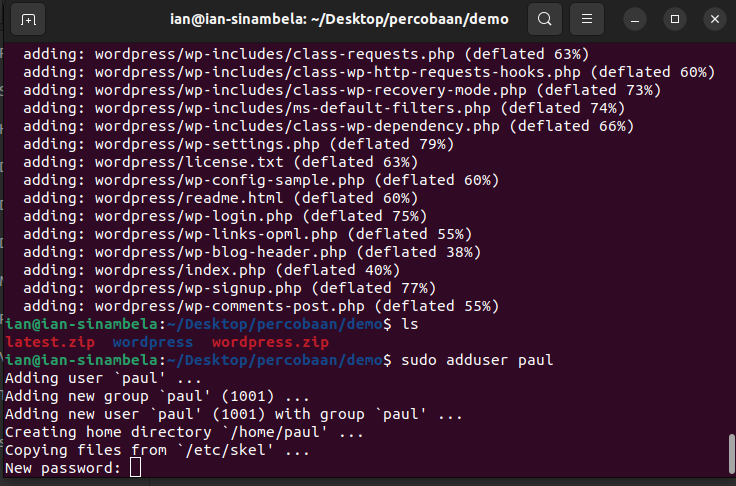 ian@ian-sinambela: ~/Desktop/percobaan/demo
adding: wordpress/wp-includes/class-requests.php (deflated 63%)
adding: wordpress/wp-includes/class-wp-http-requests-hooks.php (deflated 60%)
adding: wordpress/wp-includes/class-wp-recovery-mode.php (deflated 73%)
adding: wordpress/wp-includes/ms-default-filters.php (deflated 74%)
adding: wordpress/wp-includes/class-wp-dependency.php (deflated 66%)
adding: wordpress/wp-settings.php (deflated 79%)
adding: wordpress/license.txt (deflated 63%)
adding: wordpress/wp-config-sample.php (deflated 60%)
adding: wordpress/readme.html (deflated 60%)
adding: wordpress/wp-login.php (deflated 75%)
adding: wordpress/wp-links-opml.php (deflated 55%)
adding: wordpress/wp-blog-header.php (deflated 38%)
adding: wordpress/index.php (deflated 40%)
adding: wordpress/wp-signup.php (deflated 77%)
adding: wordpress/wp-comments-post.php (deflated 55%)
ian@ian-sinambela:~/Desktop/percobaan/demo$ ls
latest.zip  wordpress  wordpress.zip
ian@ian-sinambela:~/Desktop/percobaan/demo$ sudo adduser paul
Adding user `paul' ...
Adding new group `paul' (1001) ...
Adding new user `paul' (1001) with group `paul' ...
Creating home directory `/home/paul' ...
Copying files from `/etc/skel' ...
New password: